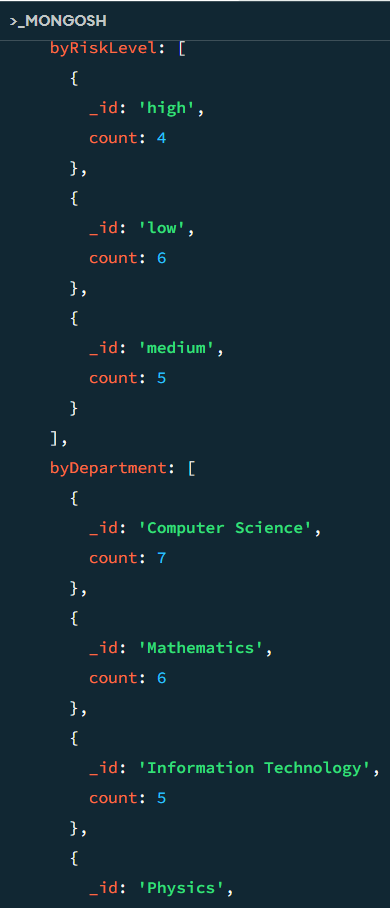 >_MONGOSH
byRiskLevel: [
{
_id: 'high',
count: 4
},
{
_id: 'low',
count: 6
},
{
_id: 'medium',
count: 5
}
],
byDepartment: [
{
_id: 'Computer Science',
count: 7
},
{
_id: 'Mathematics',
count: 6
},
{
_id: 'Information Technology',
count: 5
},
{
_id: 'Physics',